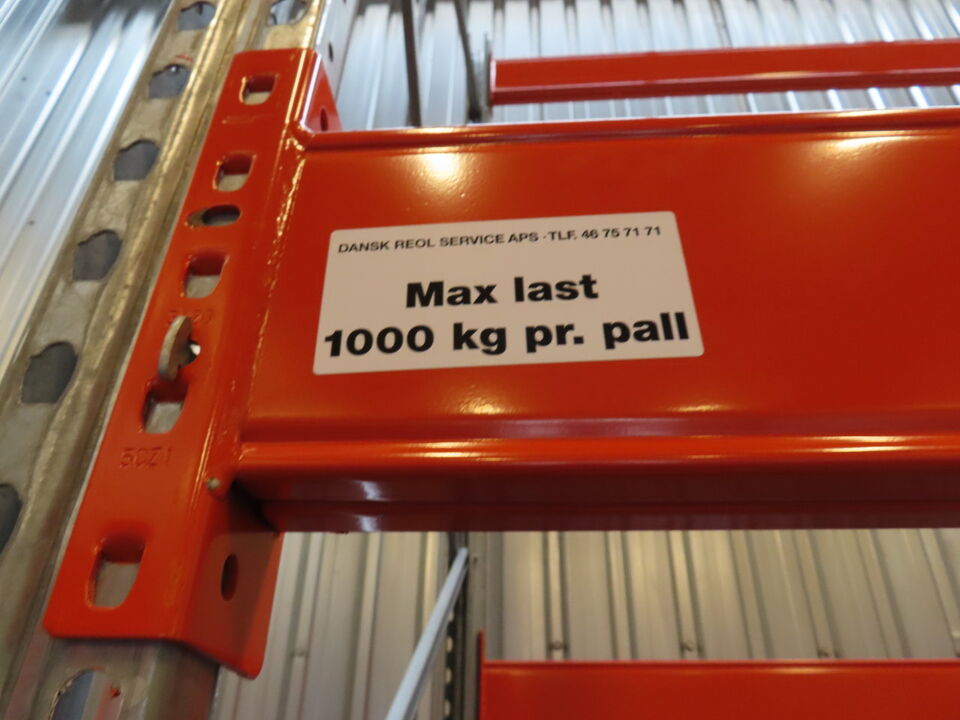 DANSK REOL SERVICE APS · TLF. 46 75 71 71
Max last
1000 kg pr. pall